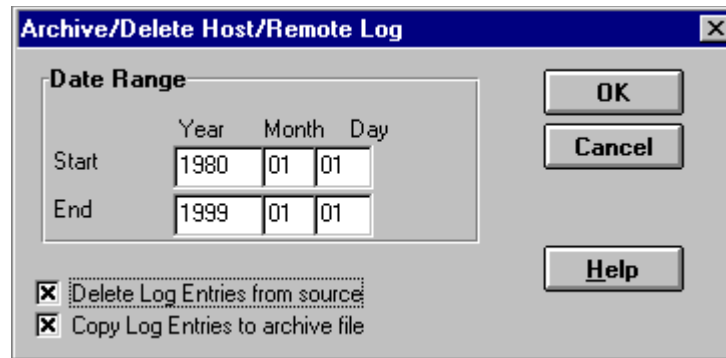 Archive/Delete Host/Remote Log
Date Range
Year Month Day
Start 1980 01 01
End 1999 01 01
OK
Cancel
Help
Delete Log Entries from source
Copy Log Entries to archive file